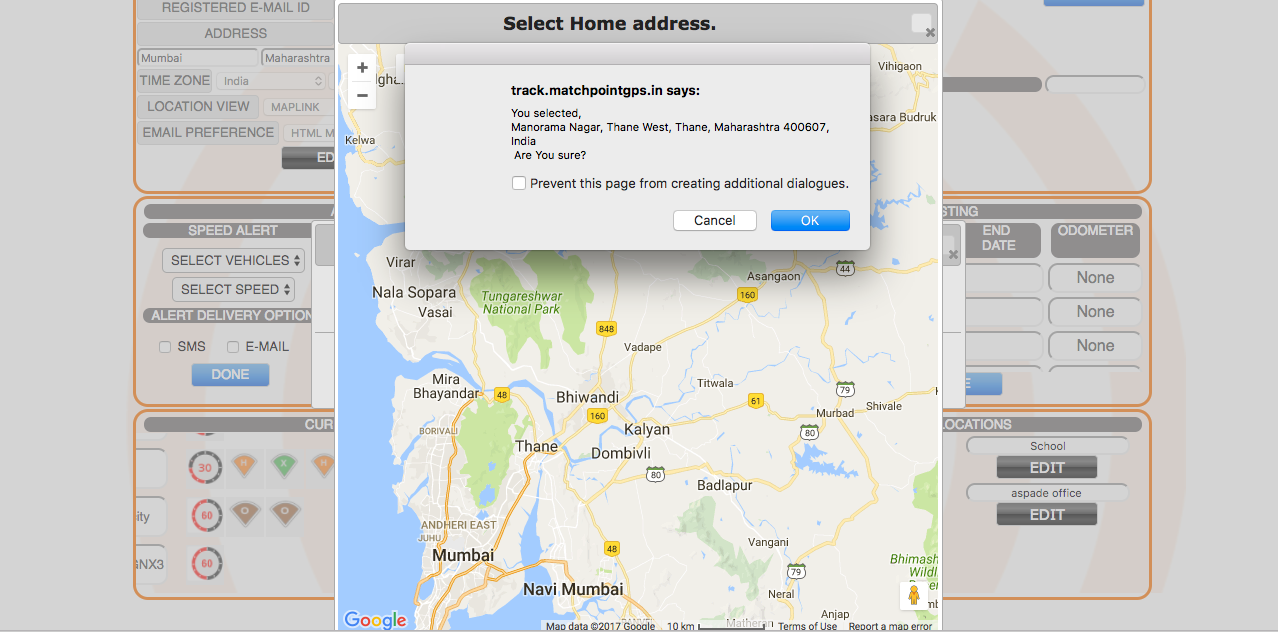 REGISTERED E-MAIL ID
ADDRESS
Mumbai
Maharashtra
TIME ZONE
India
LOCATION VIEW
MAPLINK
EMAIL PREFERENCE
HTML M
ED
Select Home address.
+
−
Vihigaon
Kelwa
asara Budruk
track.matchpointgps.in says:
You selected,
Manorama Nagar, Thane West, Thane, Maharashtra 400607,
India
Are You sure?
Prevent this page from creating additional dialogues.
Cancel
OK
A
SPEED ALERT
SELECT VEHICLES
SELECT SPEED
ALERT DELIVERY OPTION
SMS
E-MAIL
DONE
Virar
Nala Sopara
Vasai
Tungareshwar
National Park
Asangaon
44
160
848
Vadape
Titwala
Mira
Bhayandar
48
Bhiwandi
160
61
79
Murbad
Shivale
BORIVALI
Kalyan
80
Thane
Dombivli
80
Badlapur
ANDHERI EAST
JUHU
Mumbai
48
Vangani
79
Bhimash
Wildl
Navi Mumbai
Neral
Anjap
Matheran
Google
Map data ©2017 Google
10 km
Terms of Use
Report a map error
STING
END
DATE
ODOMETER
None
None
None
E
CUR
30
H
X
H
ity
60
O
O
GNX3
60
LOCATIONS
School
EDIT
aspade office
EDIT